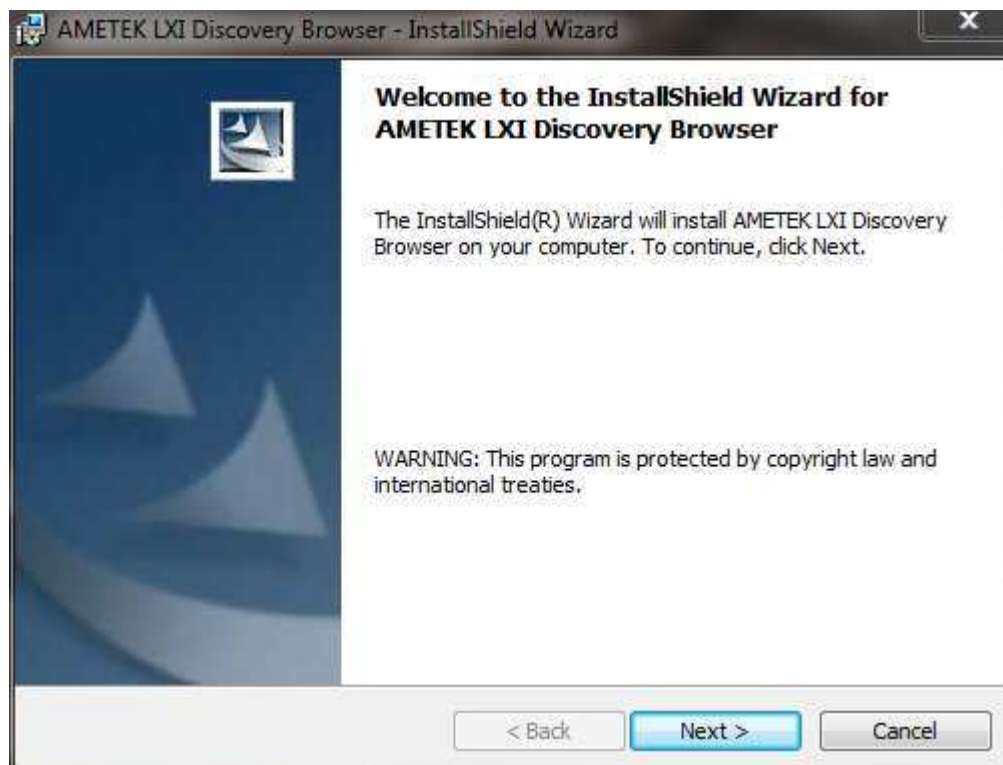 AMETEK LXI Discovery Browser - InstallShield Wizard
X
Welcome to the InstallShield Wizard for
AMETEK LXI Discovery Browser
The InstallShield(R) Wizard will install AMETEK LXI Discovery
Browser on your computer. To continue, click Next.
WARNING: This program is protected by copyright law and
international treaties.
< Back
Next >
Cancel